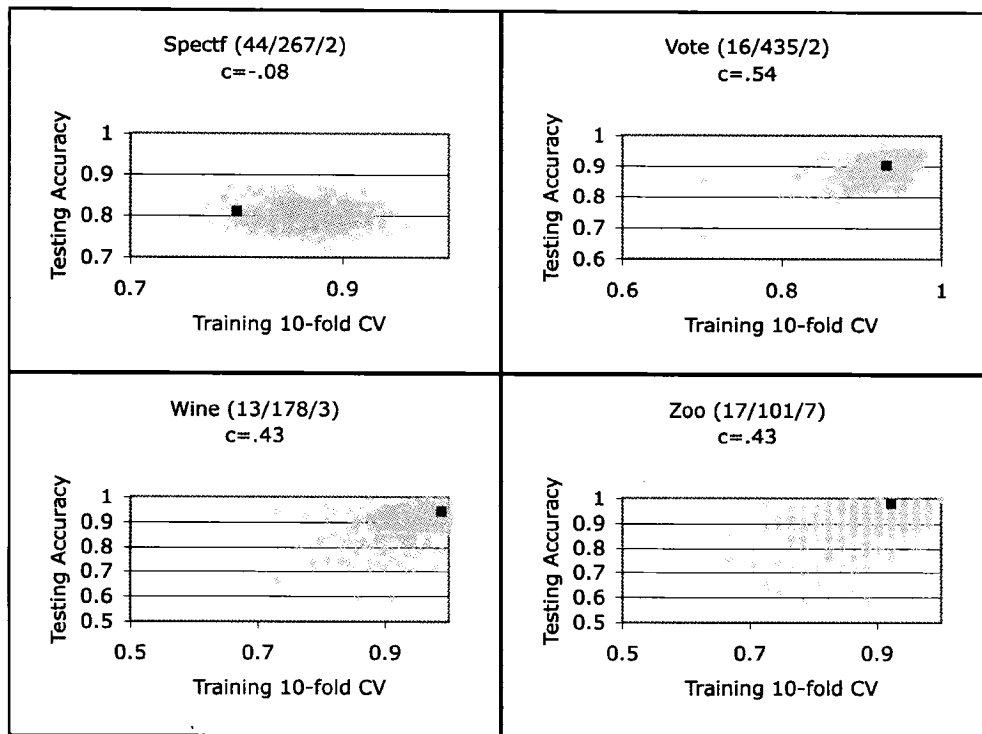 Spectf (44/267/2)
c=-.08
Testing Accuracy
1
0.9
0.8
0.7
0.7
0.9
Training 10-fold CV
Vote (16/435/2)
c=.54
Testing Accuracy
1
0.9
0.8
0.7
0.6
0.6
0.8
1
Training 10-fold CV
Wine (13/178/3)
c=.43
Testing Accuracy
1
0.9
0.8
0.7
0.6
0.5
0.5
0.7
0.9
Training 10-fold CV
Zoo (17/101/7)
c=.43
Testing Accuracy
1
0.9
0.8
0.7
0.6
0.5
0.5
0.7
0.9
Training 10-fold CV